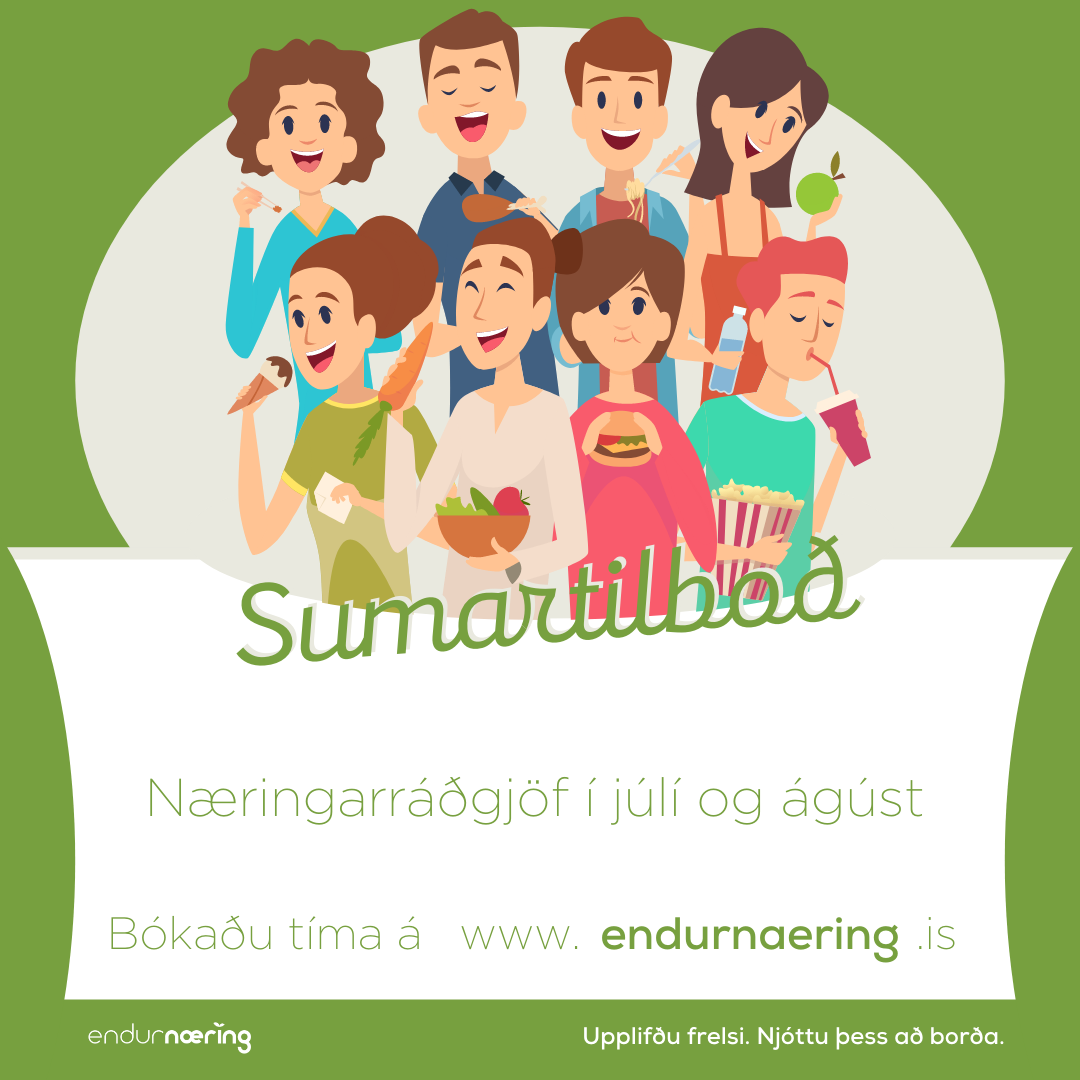 Sumartilboð
Næringarráðgjöf í júlí og ágúst
Bókaðu tíma á www. endurnaering .is
endurnæring
Upplifðu frelsi. Njóttu þess að borða.